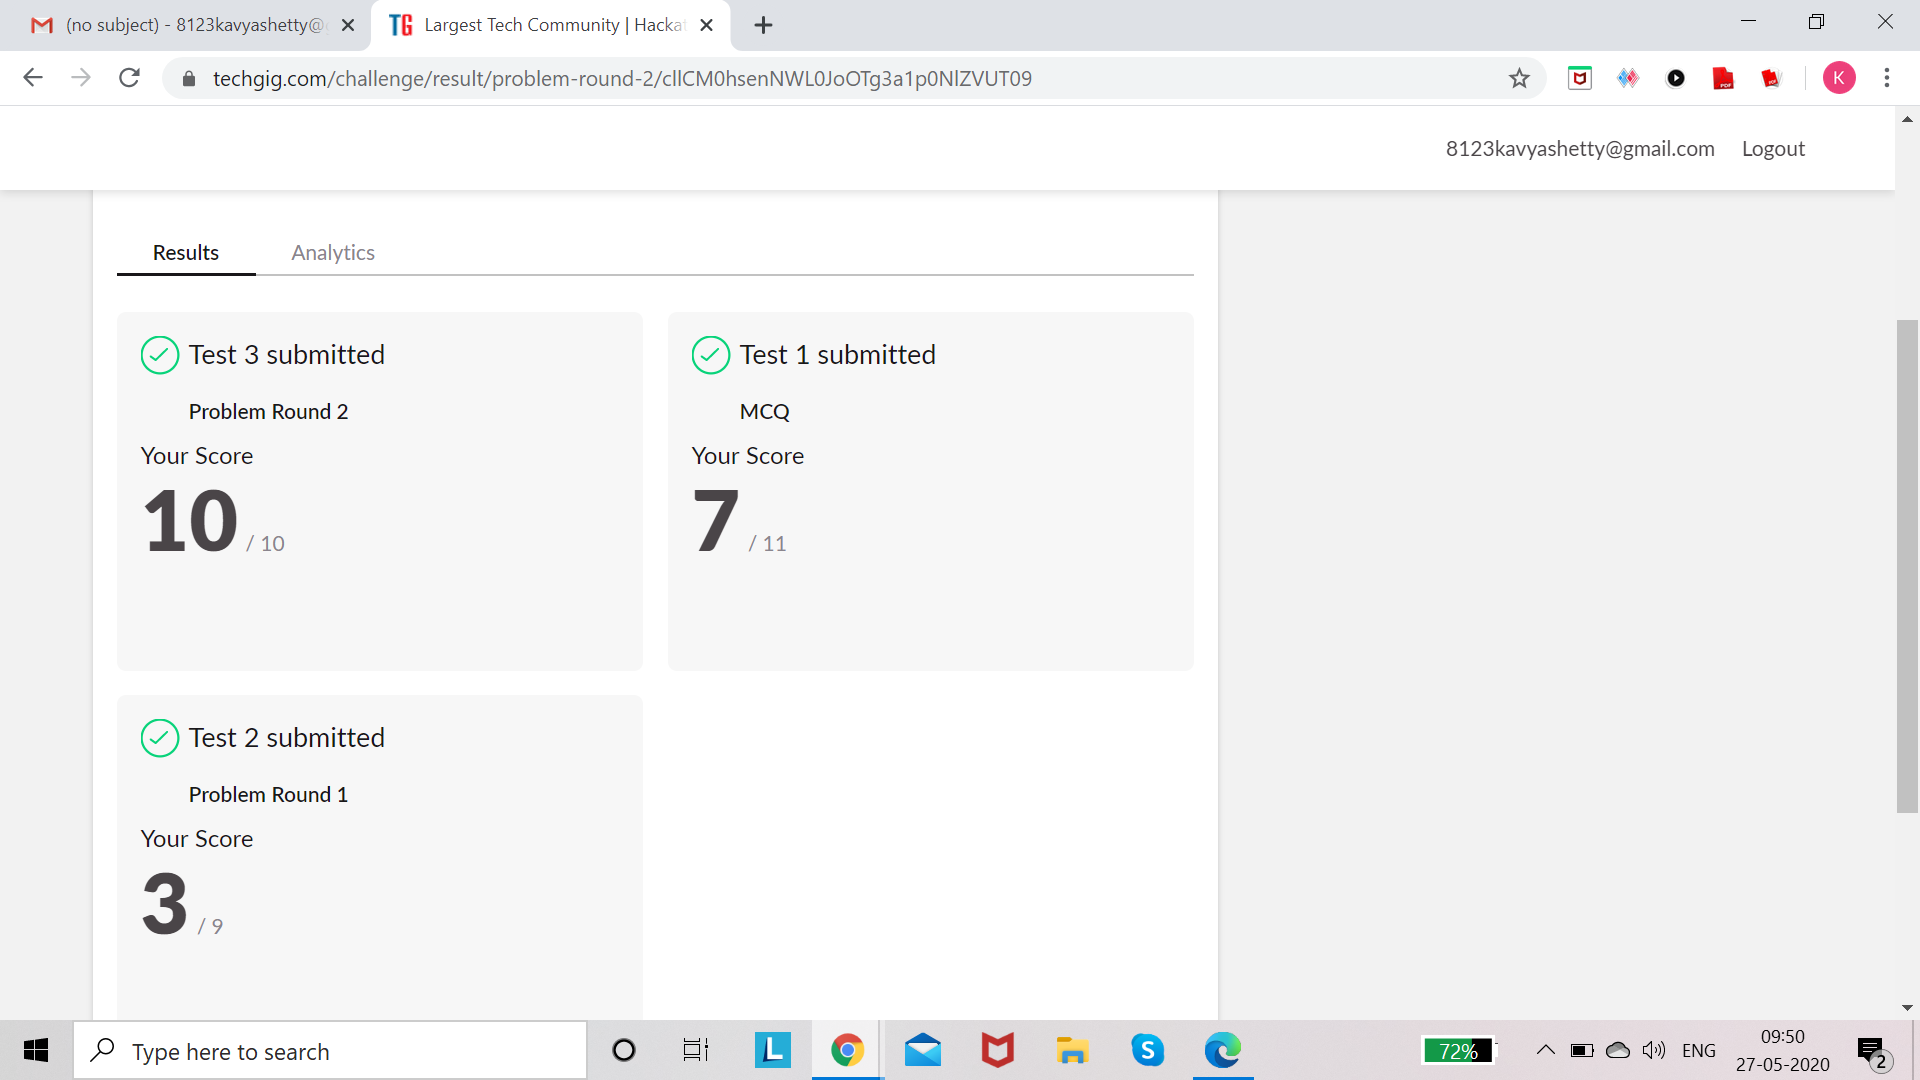 (no subject) - 8123kavyashetty@
Largest Tech Community | Hacka
techgig.com/challenge/result/problem-round-2/cllCM0hsenNWL0JoOTg3a1p0NlZVUT09
K
8123kavyashetty@gmail.com Logout
Results Analytics
Test 3 submitted
Problem Round 2
Your Score
10 / 10
Test 1 submitted
MCQ
Your Score
7 / 11
Test 2 submitted
Problem Round 1
Your Score
3 / 9
Type here to search
72%
ENG
09:50
27-05-2020
2